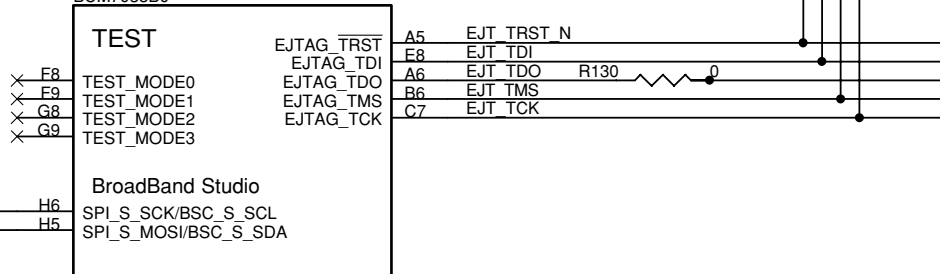 TEST
EJTAG_TRST A5 EJT_TRST_N
EJTAG_TDI E8 EJT_TDI
F8 TEST_MODE0 EJTAG_TDO A6 EJT_TDO R130 0
F9 TEST_MODE1 EJTAG_TMS B6 EJT_TMS
G8 TEST_MODE2 EJTAG_TCK C7 EJT_TCK
G9 TEST_MODE3
BroadBand Studio
H6 SPI_S_SCK/BSC_S_SCL
H5 SPI_S_MOSI/BSC_S_SDA